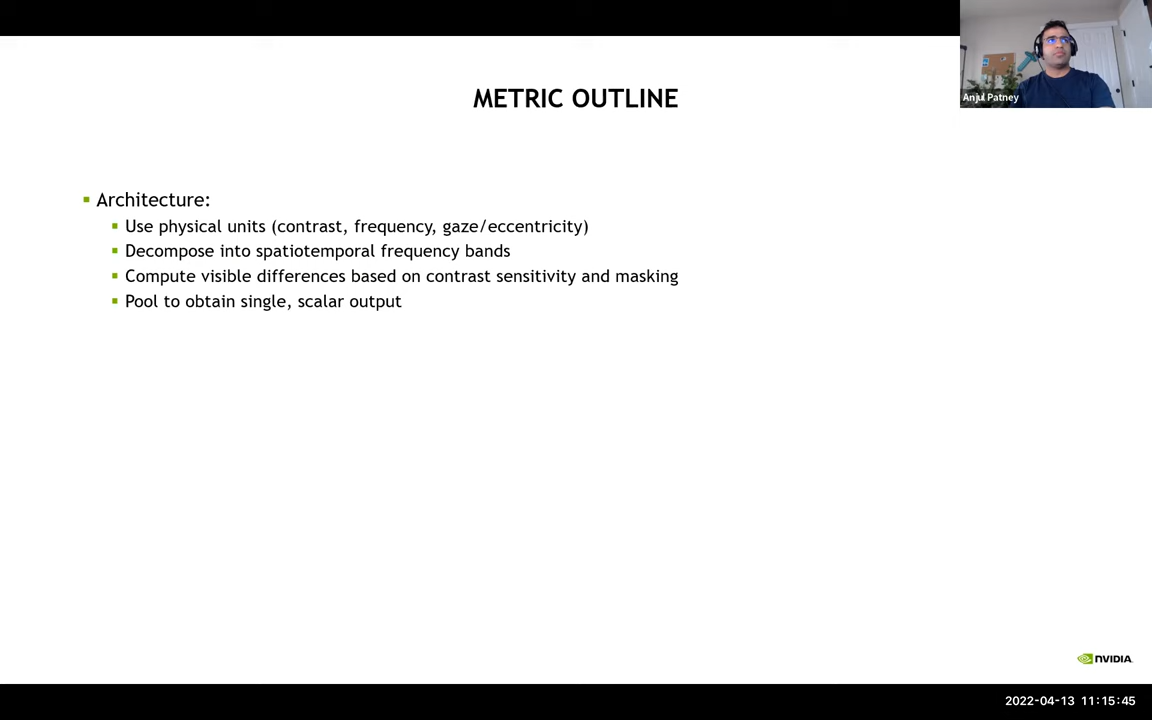 Anjul Patney
METRIC OUTLINE
Architecture:
Use physical units (contrast, frequency, gaze/eccentricity)
Decompose into spatiotemporal frequency bands
Compute visible differences based on contrast sensitivity and masking
Pool to obtain single, scalar output
NVIDIA
2022-04-13 11:15:45